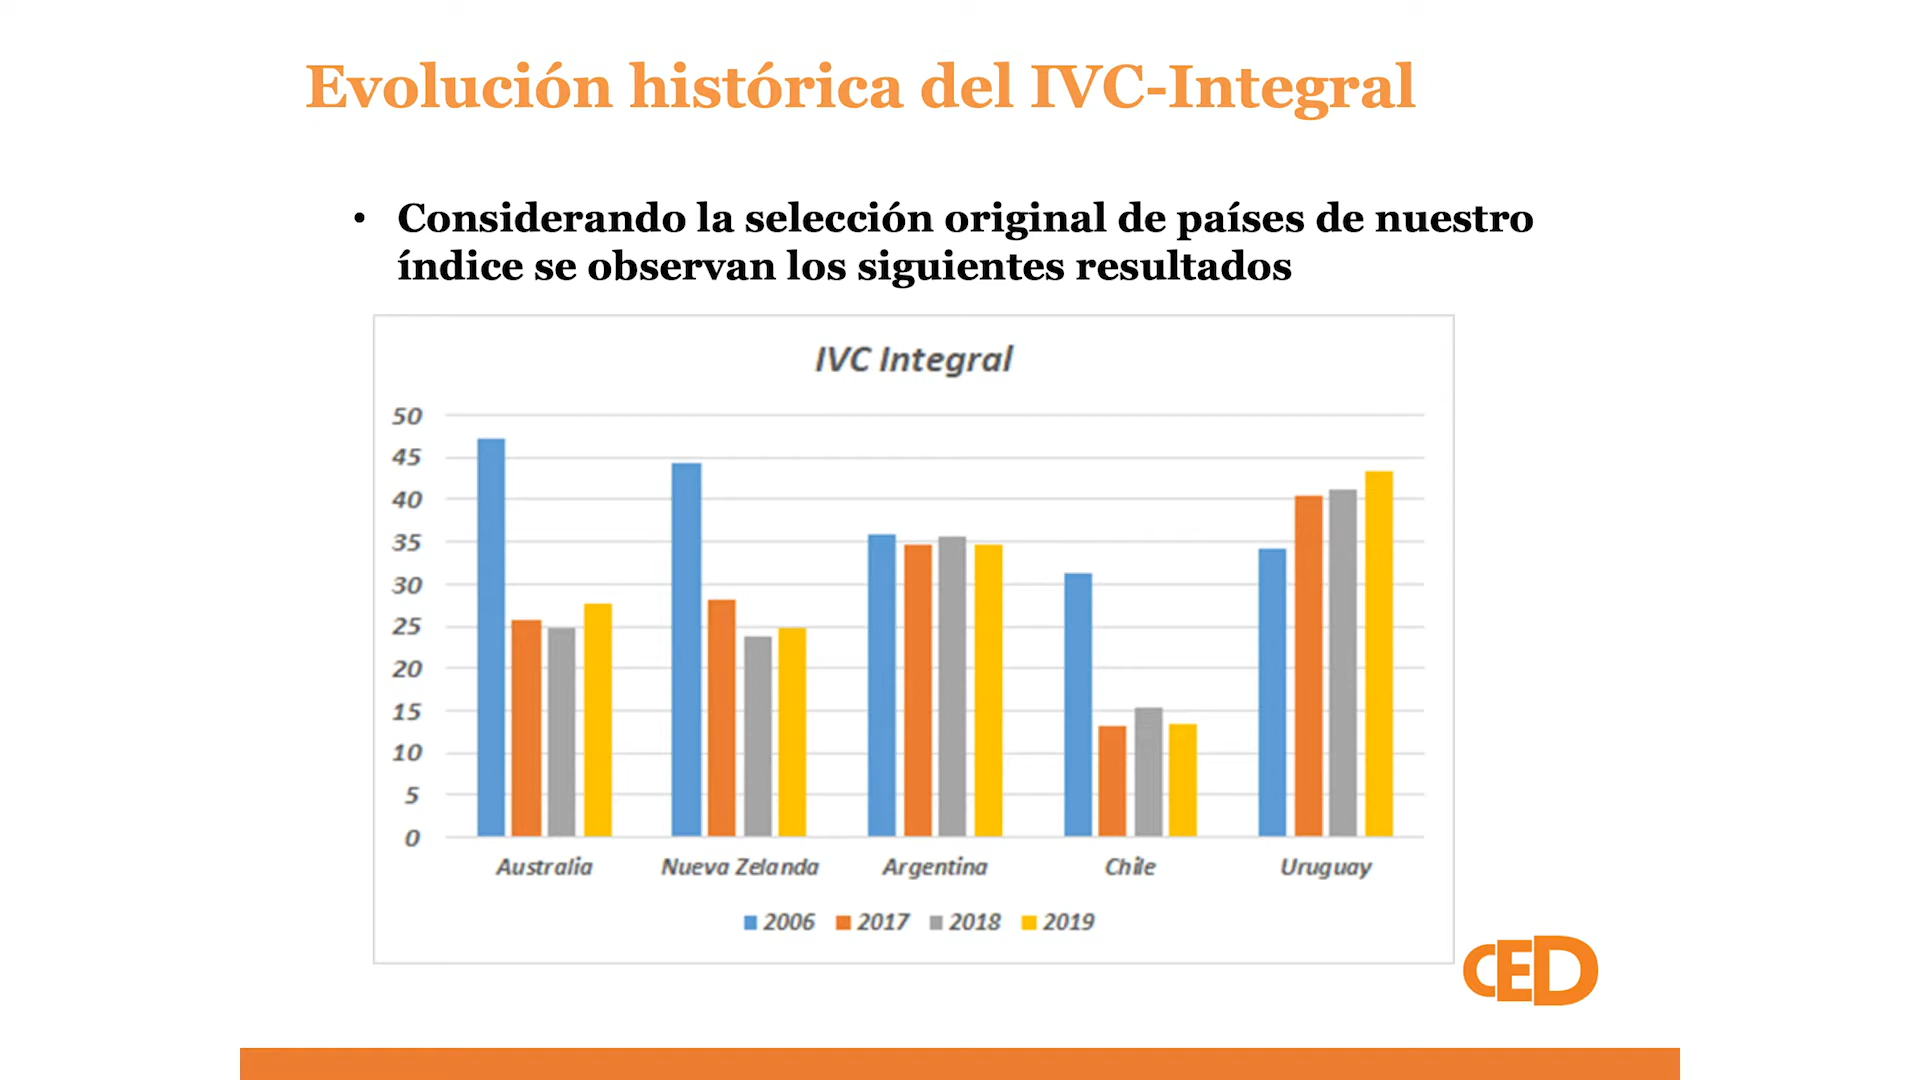 Evolución histórica del IVC-Integral
• Considerando la selección original de países de nuestro
índice se observan los siguientes resultados
IVC Integral
50
45
40
35
30
25
20
15
10
5
0
Australia Nueva Zelanda Argentina Chile Uruguay
2006 2017 2018 2019
CED